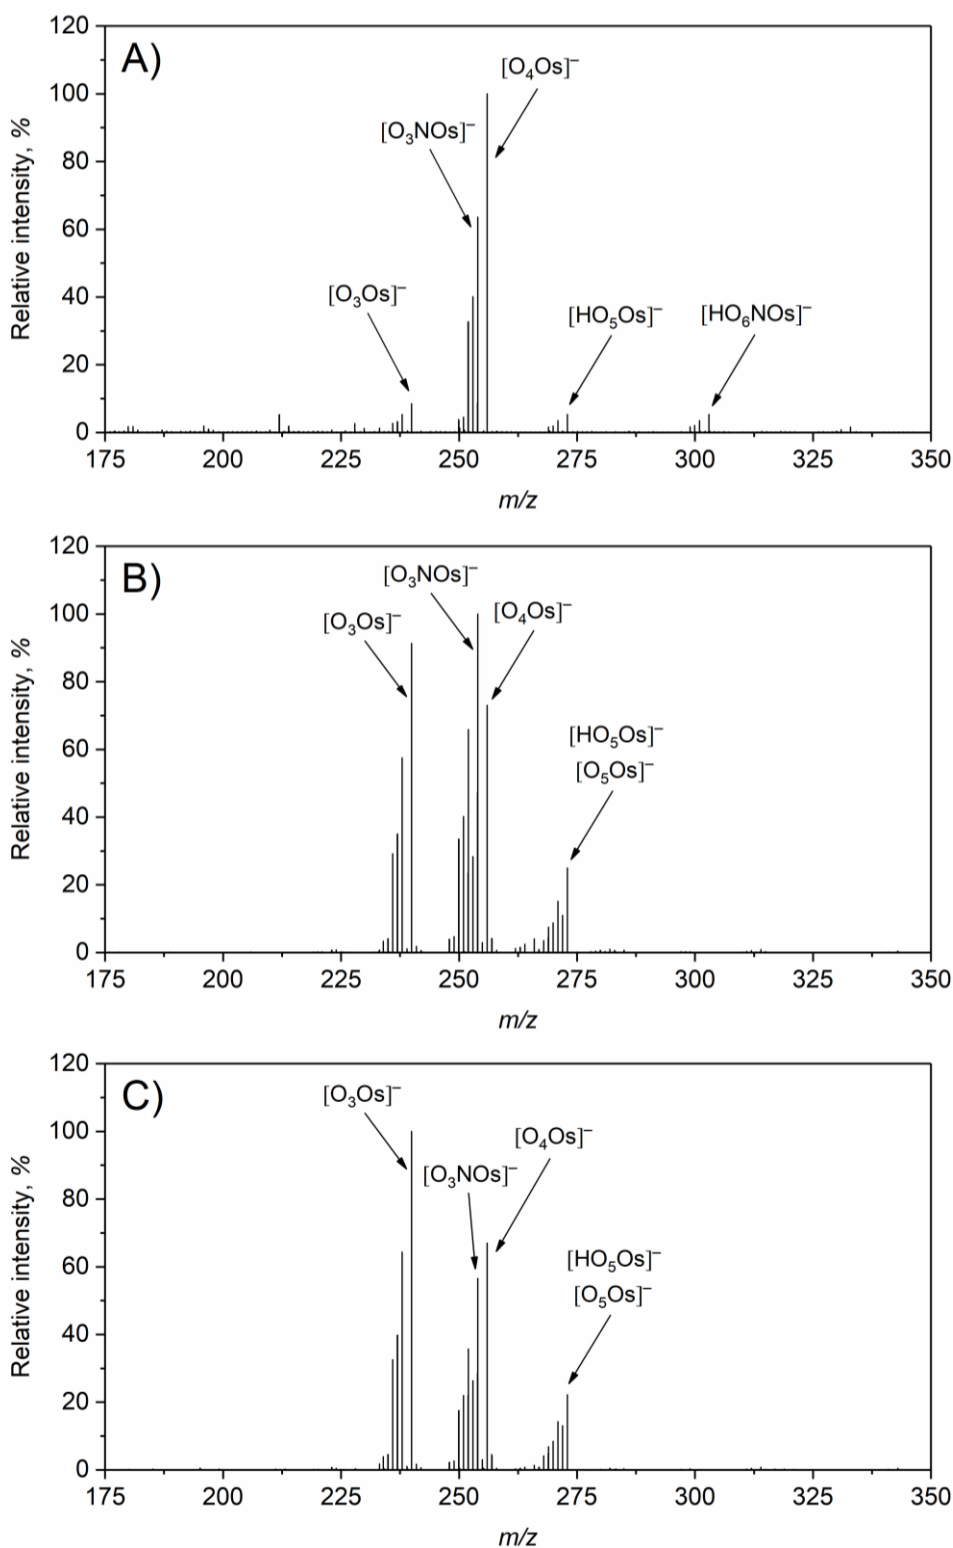 A)
[O₄Os]⁻
[O₃NOs]⁻
[O₃Os]⁻
[HO₅Os]⁻
[HO₆NOs]⁻
Relative intensity, %
120
100
80
60
40
20
0
175 200 225 250 275 300 325 350
m/z
B)
[O₃NOs]⁻
[O₄Os]⁻
[O₃Os]⁻
[HO₅Os]⁻
[O₅Os]⁻
Relative intensity, %
120
100
80
60
40
20
0
175 200 225 250 275 300 325 350
m/z
C)
[O₃Os]⁻
[O₄Os]⁻
[O₃NOs]⁻
[HO₅Os]⁻
[O₅Os]⁻
Relative intensity, %
120
100
80
60
40
20
0
175 200 225 250 275 300 325 350
m/z